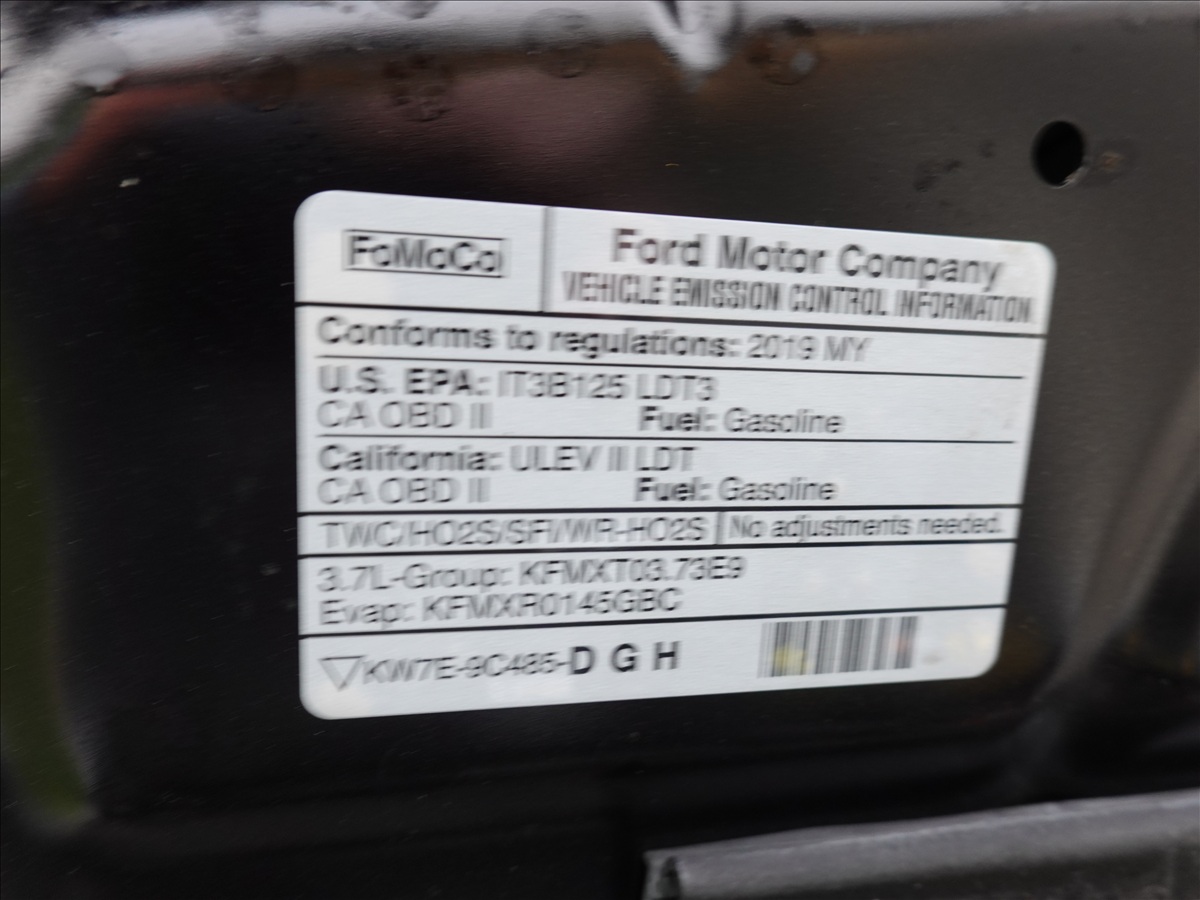 FoMoCo
Ford Motor Company
VEHICLE EMISSION CONTROL INFORMATION
Conforms to regulations: 2019 MY
U.S. EPA: IT3B125 LDT3
CA OBD II Fuel: Gasoline
California: ULEV II LDT
CA OBD II Fuel: Gasoline
TWC/HO2S/SFI/WR-HO2S No adjustments needed.
3.7L-Group: KFMXT03.73E9
Evap: KFMXR0145GBC
KW7E-9C485-D G H